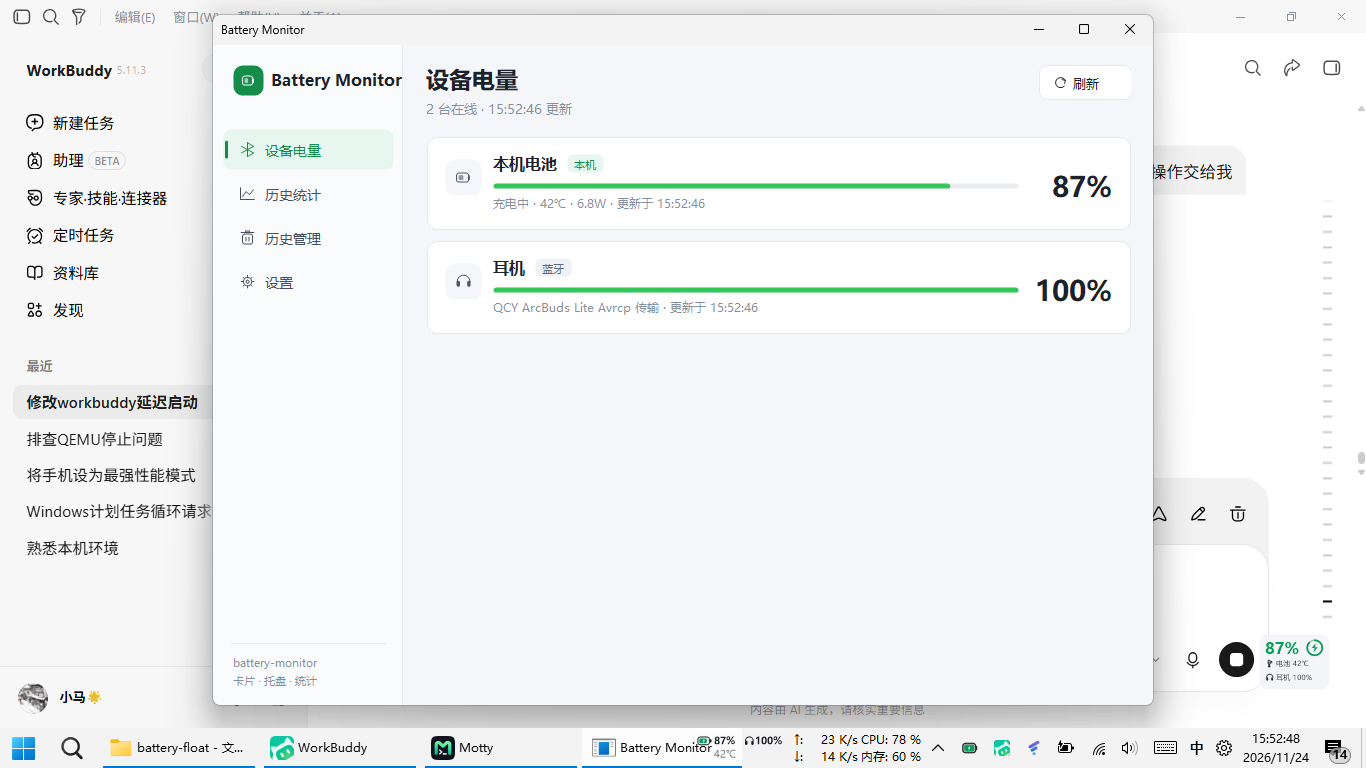 编辑(E)
窗口(W
WorkBuddy 5.11.3
新建任务
助理 BETA
专家·技能·连接器
定时任务
资料库
发现
最近
修改workbuddy延迟启动
排查QEMU停止问题
将手机设为最强性能模式
Windows计划任务循环请求
熟悉本机环境
小马
Battery Monitor
Battery Monitor
设备电量
历史统计
历史管理
设置
battery-monitor
卡片 · 托盘 · 统计
设备电量
2 台在线 · 15:52:46 更新
刷新
本机电池 本机
充电中 · 42℃ · 6.8W · 更新于 15:52:46
87%
耳机 蓝牙
QCY ArcBuds Lite Avrcp 传输 · 更新于 15:52:46
100%
操作交给我
87%
电池 42℃
耳机 100%
内容由 AI 生成，请核实重要信息
battery-float - 文...
WorkBuddy
Motty
Battery Monitor
87%
42℃
100%
↑: 23 K/s CPU: 78 %
↓: 14 K/s 内存: 60 %
中
15:52:48
2026/11/24
14